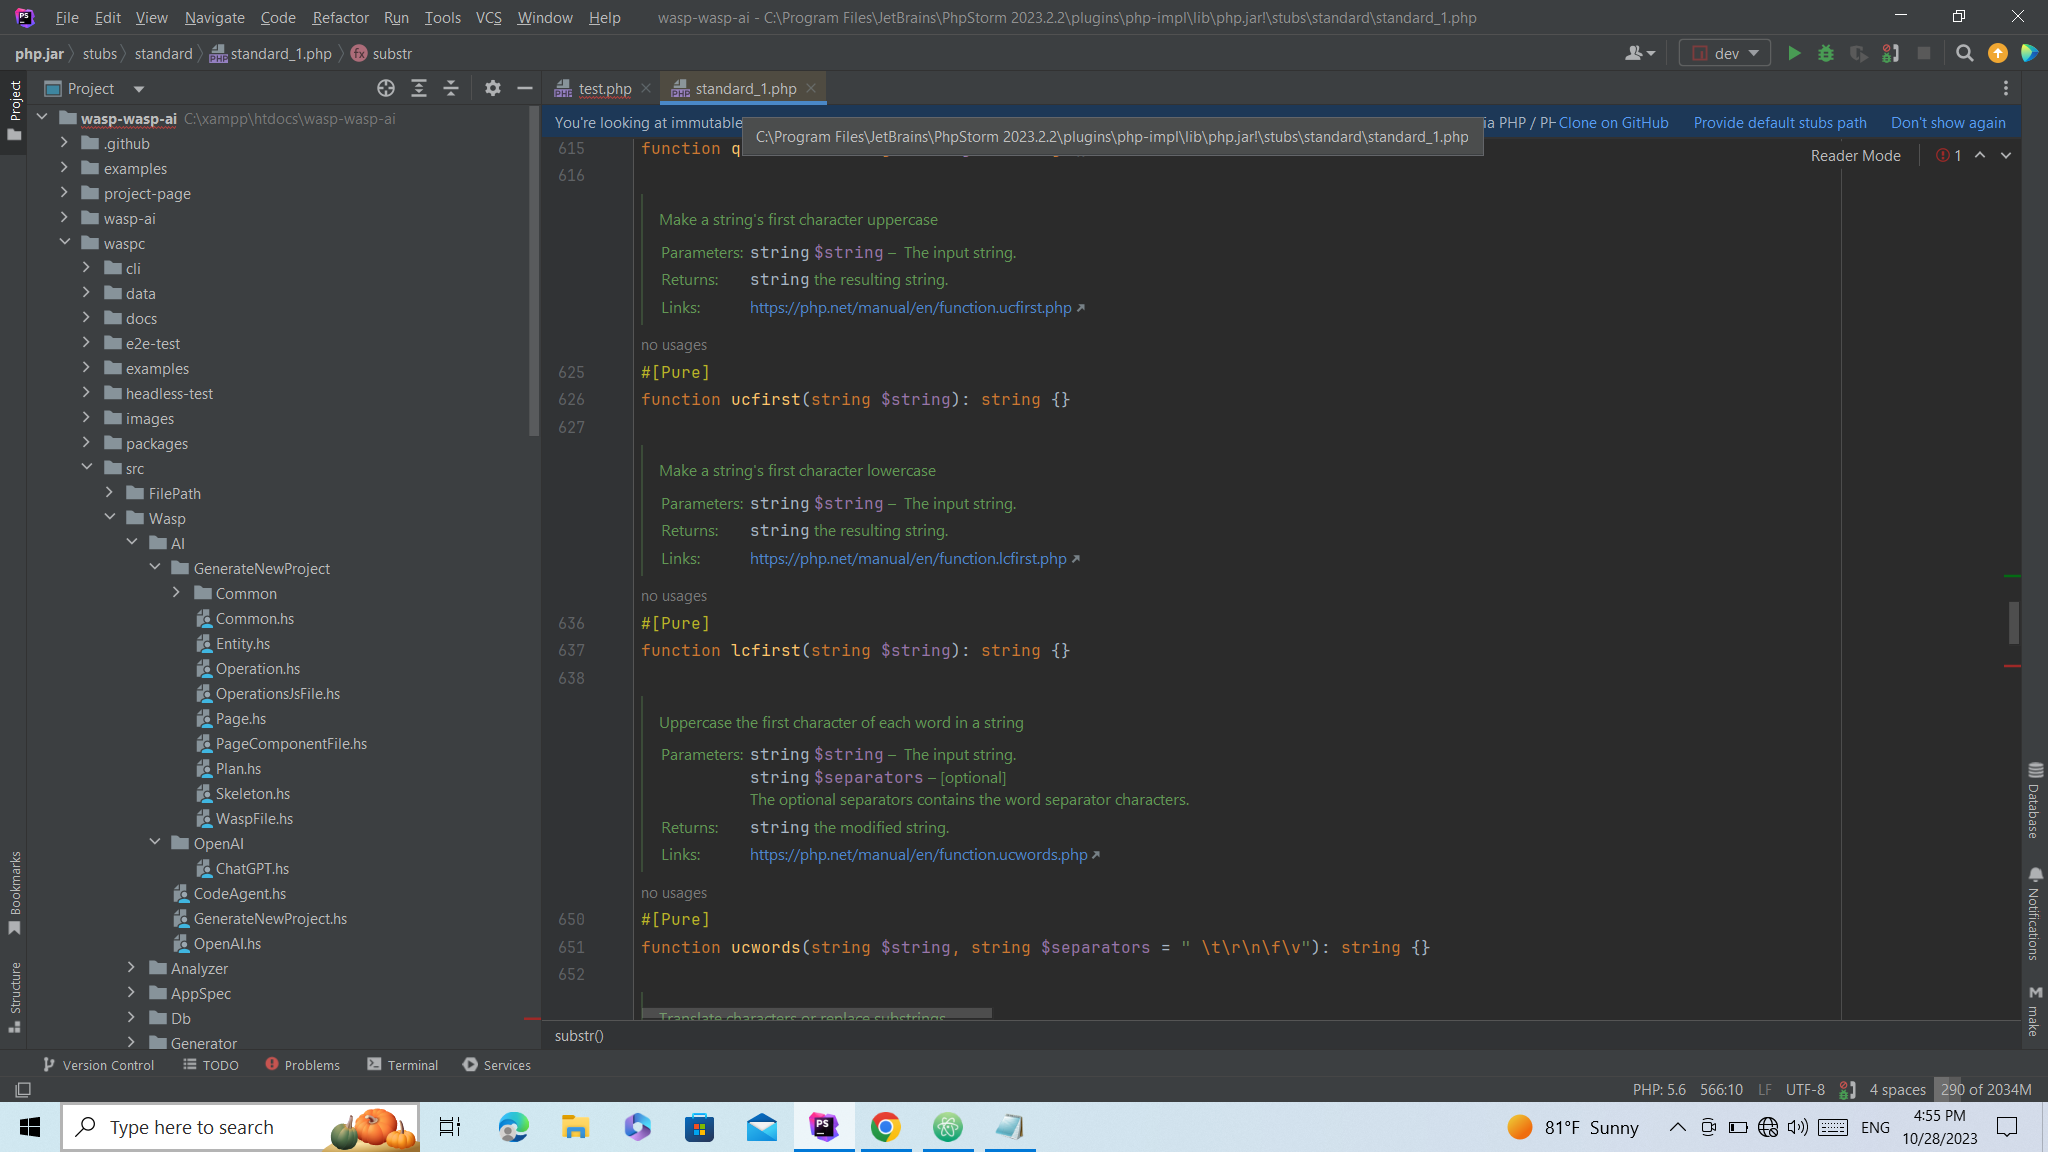 File Edit View Navigate Code Refactor Run Tools VCS Window Help wasp-wasp-ai - C:\Program Files\JetBrains\PhpStorm 2023.2.2\plugins\php-impl\lib\php.jar!\stubs\standard\standard_1.php
php.jar stubs standard standard_1.php substr
dev
Project
Project
test.php
standard_1.php
You're looking at immutable
C:\Program Files\JetBrains\PhpStorm 2023.2.2\plugins\php-impl\lib\php.jar!\stubs\standard\standard_1.php
ia PHP / PH Clone on GitHub Provide default stubs path Don't show again
Reader Mode
1
wasp-wasp-ai C:\xampp\htdocs\wasp-wasp-ai
.github
examples
project-page
wasp-ai
waspc
cli
data
docs
e2e-test
examples
headless-test
images
packages
src
FilePath
Wasp
AI
GenerateNewProject
Common
Common.hs
Entity.hs
Operation.hs
OperationsJsFile.hs
Page.hs
PageComponentFile.hs
Plan.hs
Skeleton.hs
WaspFile.hs
OpenAI
ChatGPT.hs
CodeAgent.hs
GenerateNewProject.hs
OpenAI.hs
Analyzer
AppSpec
Db
Generator
Bookmarks
Structure
615 function q
616
Make a string's first character uppercase
Parameters: string $string – The input string.
Returns: string the resulting string.
Links: https://php.net/manual/en/function.ucfirst.php
no usages
625 #[Pure]
626 function ucfirst(string $string): string {}
627
Make a string's first character lowercase
Parameters: string $string – The input string.
Returns: string the resulting string.
Links: https://php.net/manual/en/function.lcfirst.php
no usages
636 #[Pure]
637 function lcfirst(string $string): string {}
638
Uppercase the first character of each word in a string
Parameters: string $string – The input string.
string $separators – [optional]
The optional separators contains the word separator characters.
Returns: string the modified string.
Links: https://php.net/manual/en/function.ucwords.php
no usages
650 #[Pure]
651 function ucwords(string $string, string $separators = " \t\r\n\f\v"): string {}
652
Translate characters or replace substrings
substr()
Database
Notifications
make
Version Control TODO Problems Terminal Services
PHP: 5.6 566:10 LF UTF-8 4 spaces 290 of 2034M
Type here to search
81°F Sunny
ENG
4:55 PM
10/28/2023